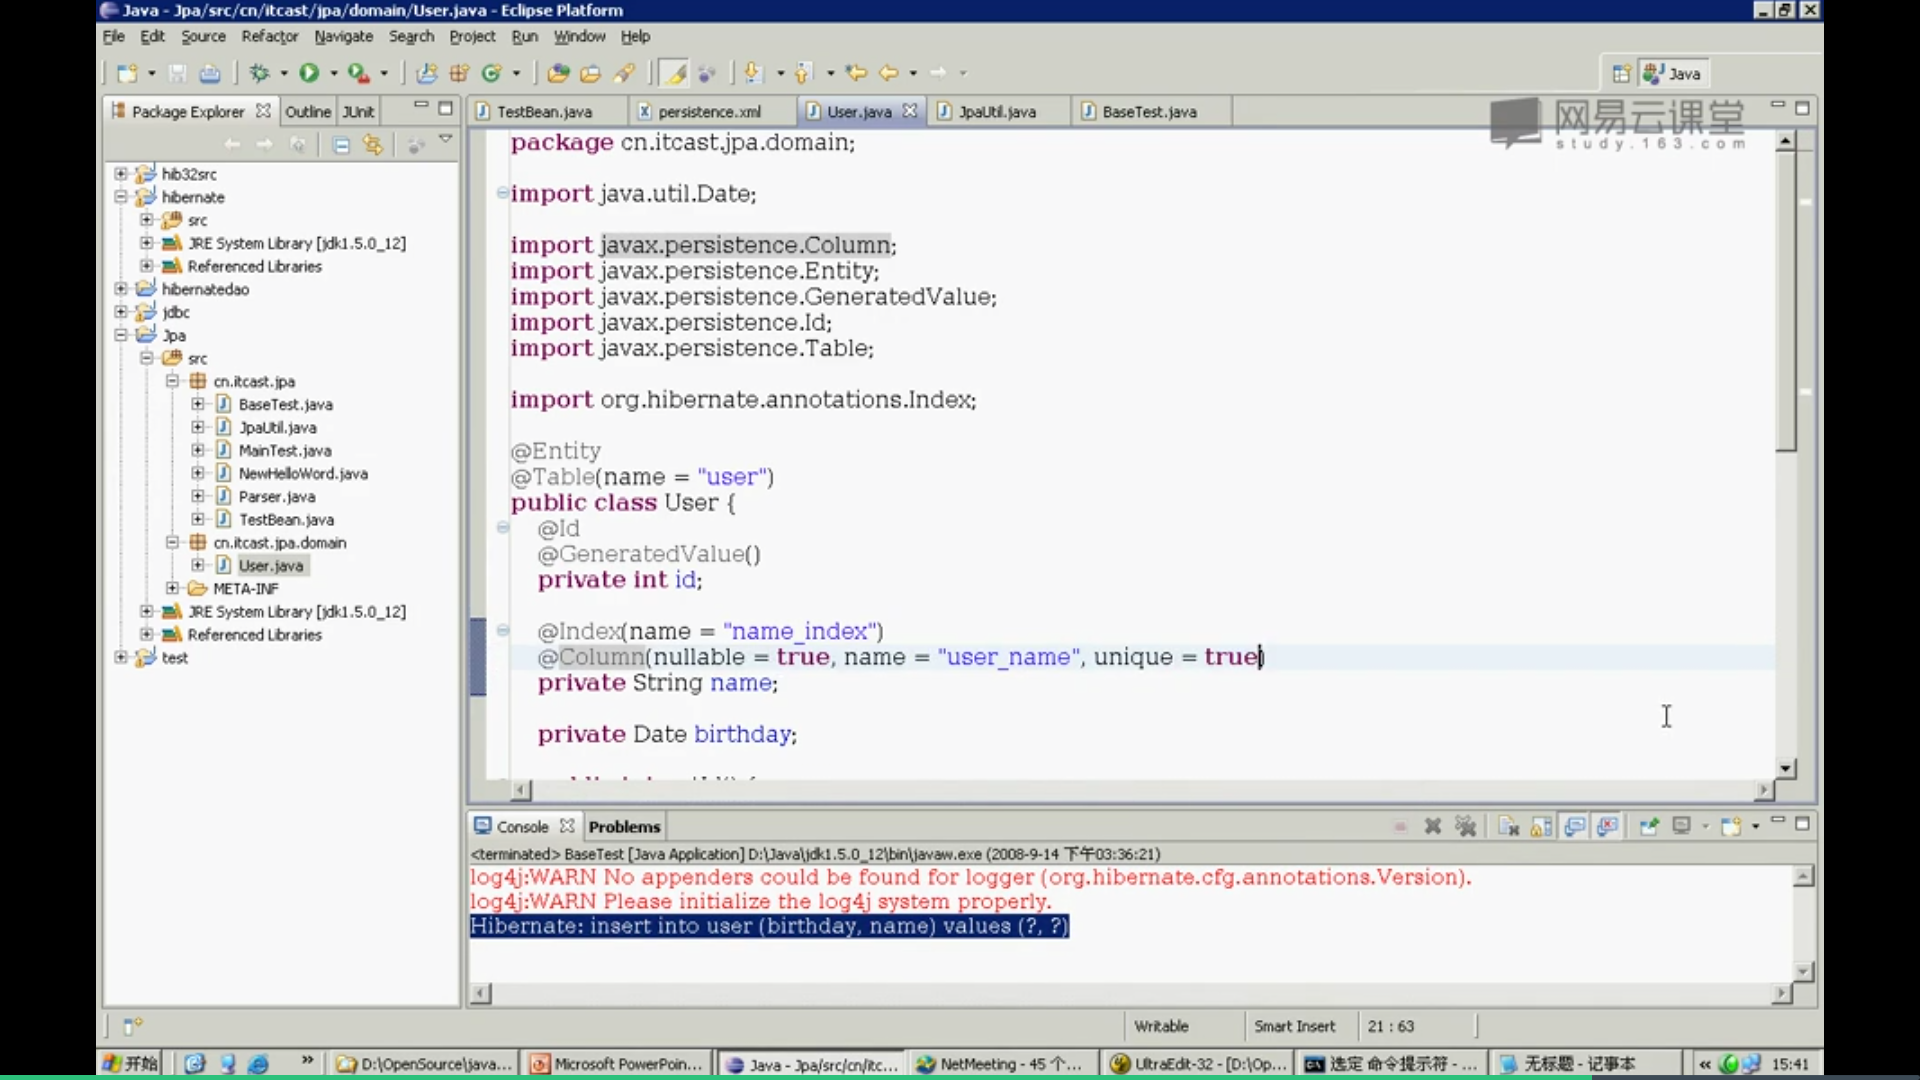 Java - Jpa/src/cn/itcast/jpa/domain/User.java - Eclipse Platform
File Edit Source Refactor Navigate Search Project Run Window Help
Java
Package Explorer Outline JUnit
TestBean.java persistence.xml User.java JpaUtil.java BaseTest.java
网易云课堂
study.163.com
hib32src
hibernate
src
JRE System Library [jdk1.5.0_12]
Referenced Libraries
hibernatedao
jdbc
Jpa
src
cn.itcast.jpa
BaseTest.java
JpaUtil.java
MainTest.java
NewHelloWord.java
Parser.java
TestBean.java
cn.itcast.jpa.domain
User.java
META-INF
JRE System Library [jdk1.5.0_12]
Referenced Libraries
test
package cn.itcast.jpa.domain;
import java.util.Date;
import javax.persistence.Column;
import javax.persistence.Entity;
import javax.persistence.GeneratedValue;
import javax.persistence.Id;
import javax.persistence.Table;
import org.hibernate.annotations.Index;
@Entity
@Table(name = "user")
public class User {
@Id
@GeneratedValue()
private int id;
@Index(name = "name_index")
@Column(nullable = true, name = "user_name", unique = true)
private String name;
private Date birthday;
Console Problems
<terminated> BaseTest [Java Application] D:\Java\jdk1.5.0_12\bin\javaw.exe (2008-9-14 下午03:36:21)
log4j:WARN No appenders could be found for logger (org.hibernate.cfg.annotations.Version).
log4j:WARN Please initialize the log4j system properly.
Hibernate: insert into user (birthday, name) values (?, ?)
Writable Smart Insert 21 : 63
开始 » D:\OpenSource\java... Microsoft PowerPoin... Java - Jpa/src/cn/itc... NetMeeting - 45 个... UltraEdit-32 - [D:\Op... 选定 命令提示符 - ... 无标题 - 记事本 « 15:41